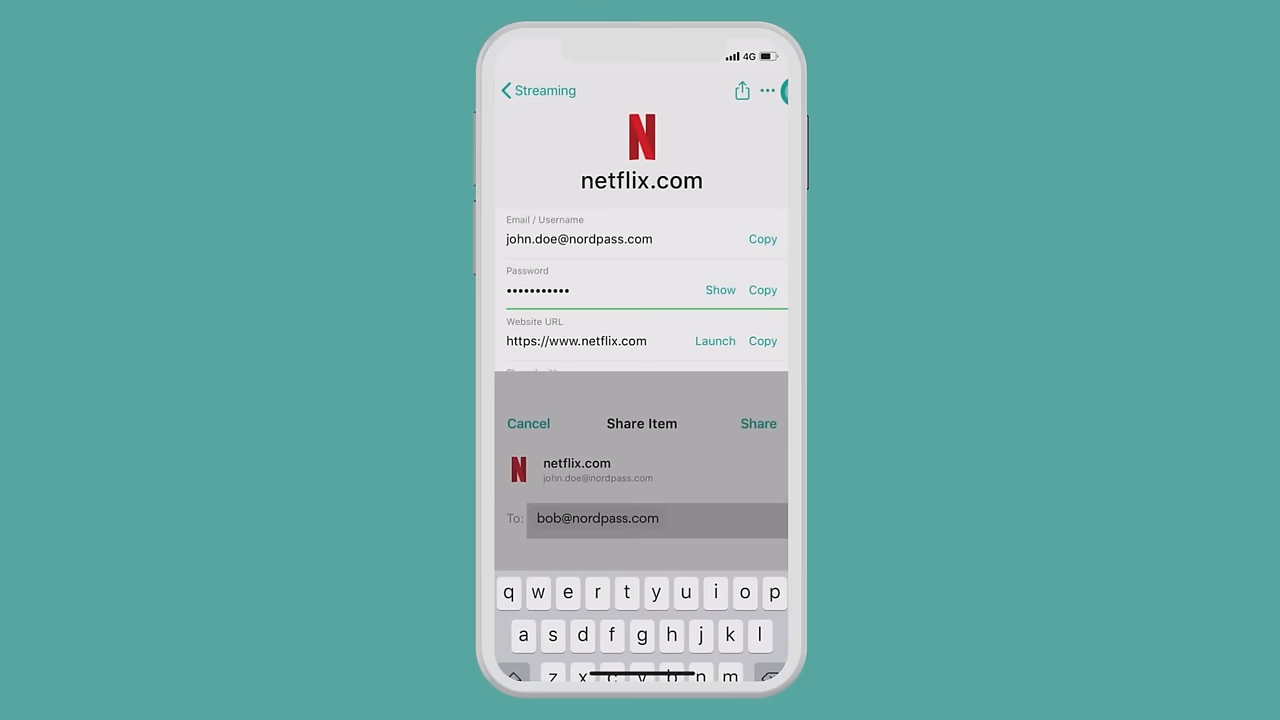 4G
Streaming
netflix.com
Email / Username
john.doe@nordpass.com Copy
Password
••••••••••• Show Copy
Website URL
https://www.netflix.com Launch Copy
Cancel Share Item Share
netflix.com
john.doe@nordpass.com
To: bob@nordpass.com
q w e r t y u i o p
a s d f g h j k l
z x c v b n m